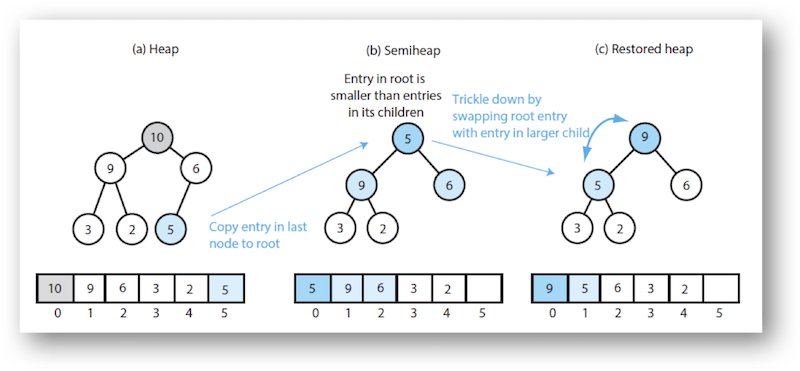 (a) Heap
(b) Semiheap
(c) Restored heap
Entry in root is
smaller than entries
in its children
Trickle down by
swapping root entry
with entry in larger child
10
9
6
3
2
5
Copy entry in last
node to root
5
9
6
3
2
9
5
6
3
2
10 9 6 3 2 5
0 1 2 3 4 5
5 9 6 3 2
0 1 2 3 4 5
9 5 6 3 2
0 1 2 3 4 5